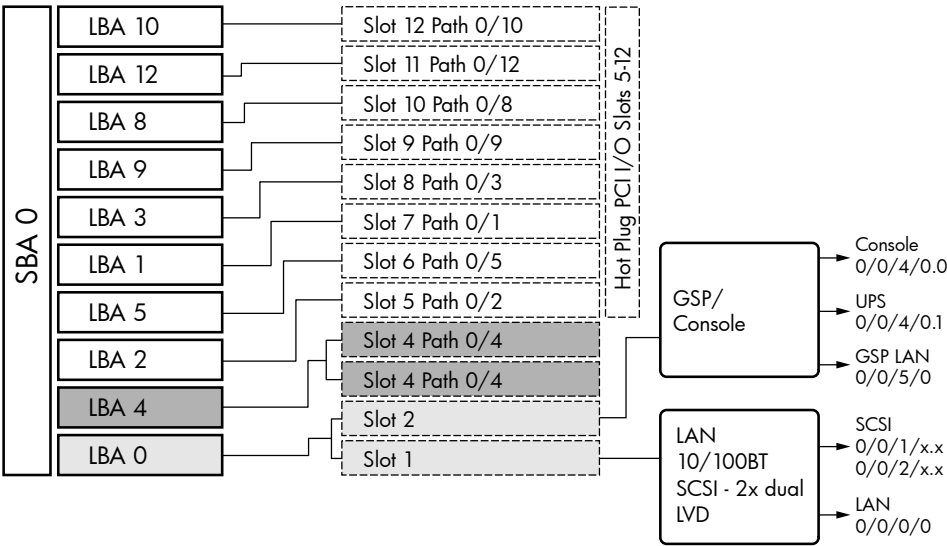 SBA 0
LBA 10
LBA 12
LBA 8
LBA 9
LBA 3
LBA 1
LBA 5
LBA 2
LBA 4
LBA 0
Slot 12 Path 0/10
Slot 11 Path 0/12
Slot 10 Path 0/8
Slot 9 Path 0/9
Slot 8 Path 0/3
Slot 7 Path 0/1
Slot 6 Path 0/5
Slot 5 Path 0/2
Slot 4 Path 0/4
Slot 4 Path 0/4
Slot 2
Slot 1
Hot Plug PCI I/O Slots 5-12
GSP/
Console
Console
0/0/4/0.0
UPS
0/0/4/0.1
GSP LAN
0/0/5/0
LAN
10/100BT
SCSI - 2x dual
LVD
SCSI
0/0/1/x.x
0/0/2/x.x
LAN
0/0/0/0